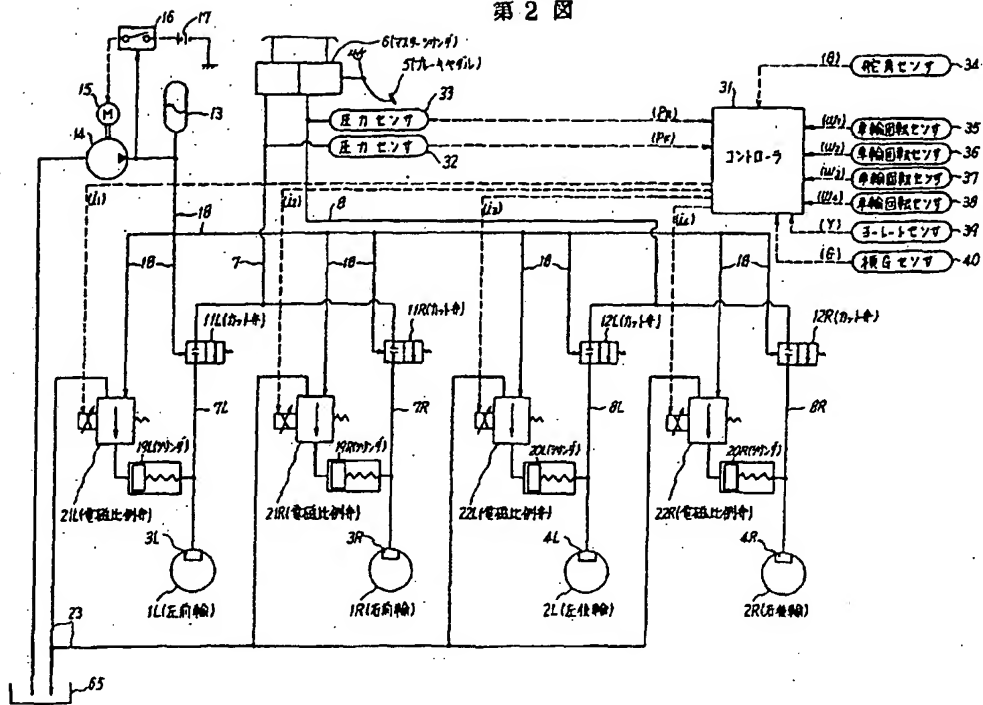 第2図
16
17
6(マスターシリンダ)
5(ブレーキペダル)
(θ)
舵角センサ
34
15
M
13
33
31
14
圧力センサ
(PR)
(ω1)
車輪回転センサ
35
圧力センサ
(PF)
コントローラ
(ω2)
車輪回転センサ
36
32
(ω3)
車輪回転センサ
37
(ω4)
車輪回転センサ
38
(i1)
(i2)
8
(i3)
(i4)
(Y)
ヨーレートセンサ
39
18
18
(G)
横Gセンサ
40
18
7
18
18
18
11L(カット弁)
11R(カット弁)
12L(カット弁)
12R(カット弁)
7L
7R
8L
8R
19L(シリンダ)
19R(シリンダ)
20L(シリンダ)
20R(シリンダ)
21L(電磁比例弁)
21R(電磁比例弁)
22L(電磁比例弁)
22R(電磁比例弁)
3L
3R
4L
4R
1L(左前輪)
1R(右前輪)
2L(左後輪)
2R(右後輪)
23
65